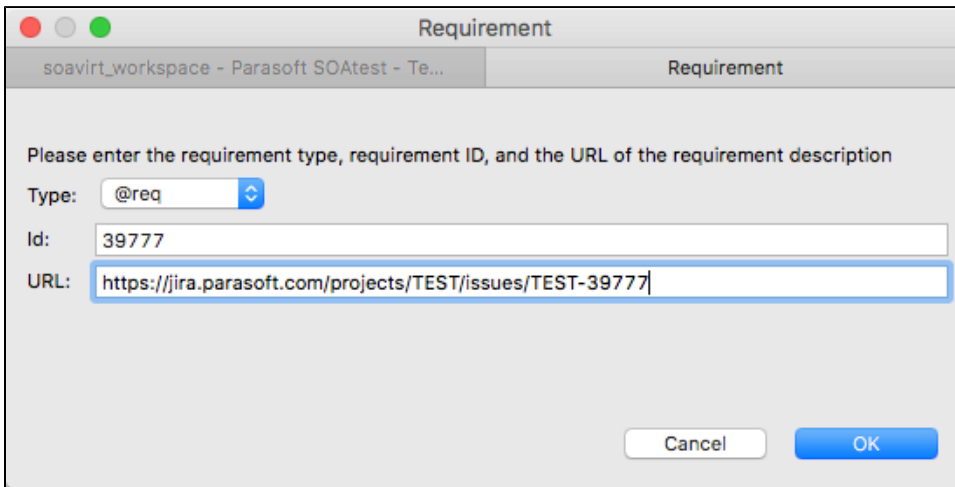 Requirement
soavirt_workspace - Parasoft SOAtest - Te...
Requirement
Please enter the requirement type, requirement ID, and the URL of the requirement description
Type: @req
Id: 39777
URL: https://jira.parasoft.com/projects/TEST/issues/TEST-39777
Cancel OK